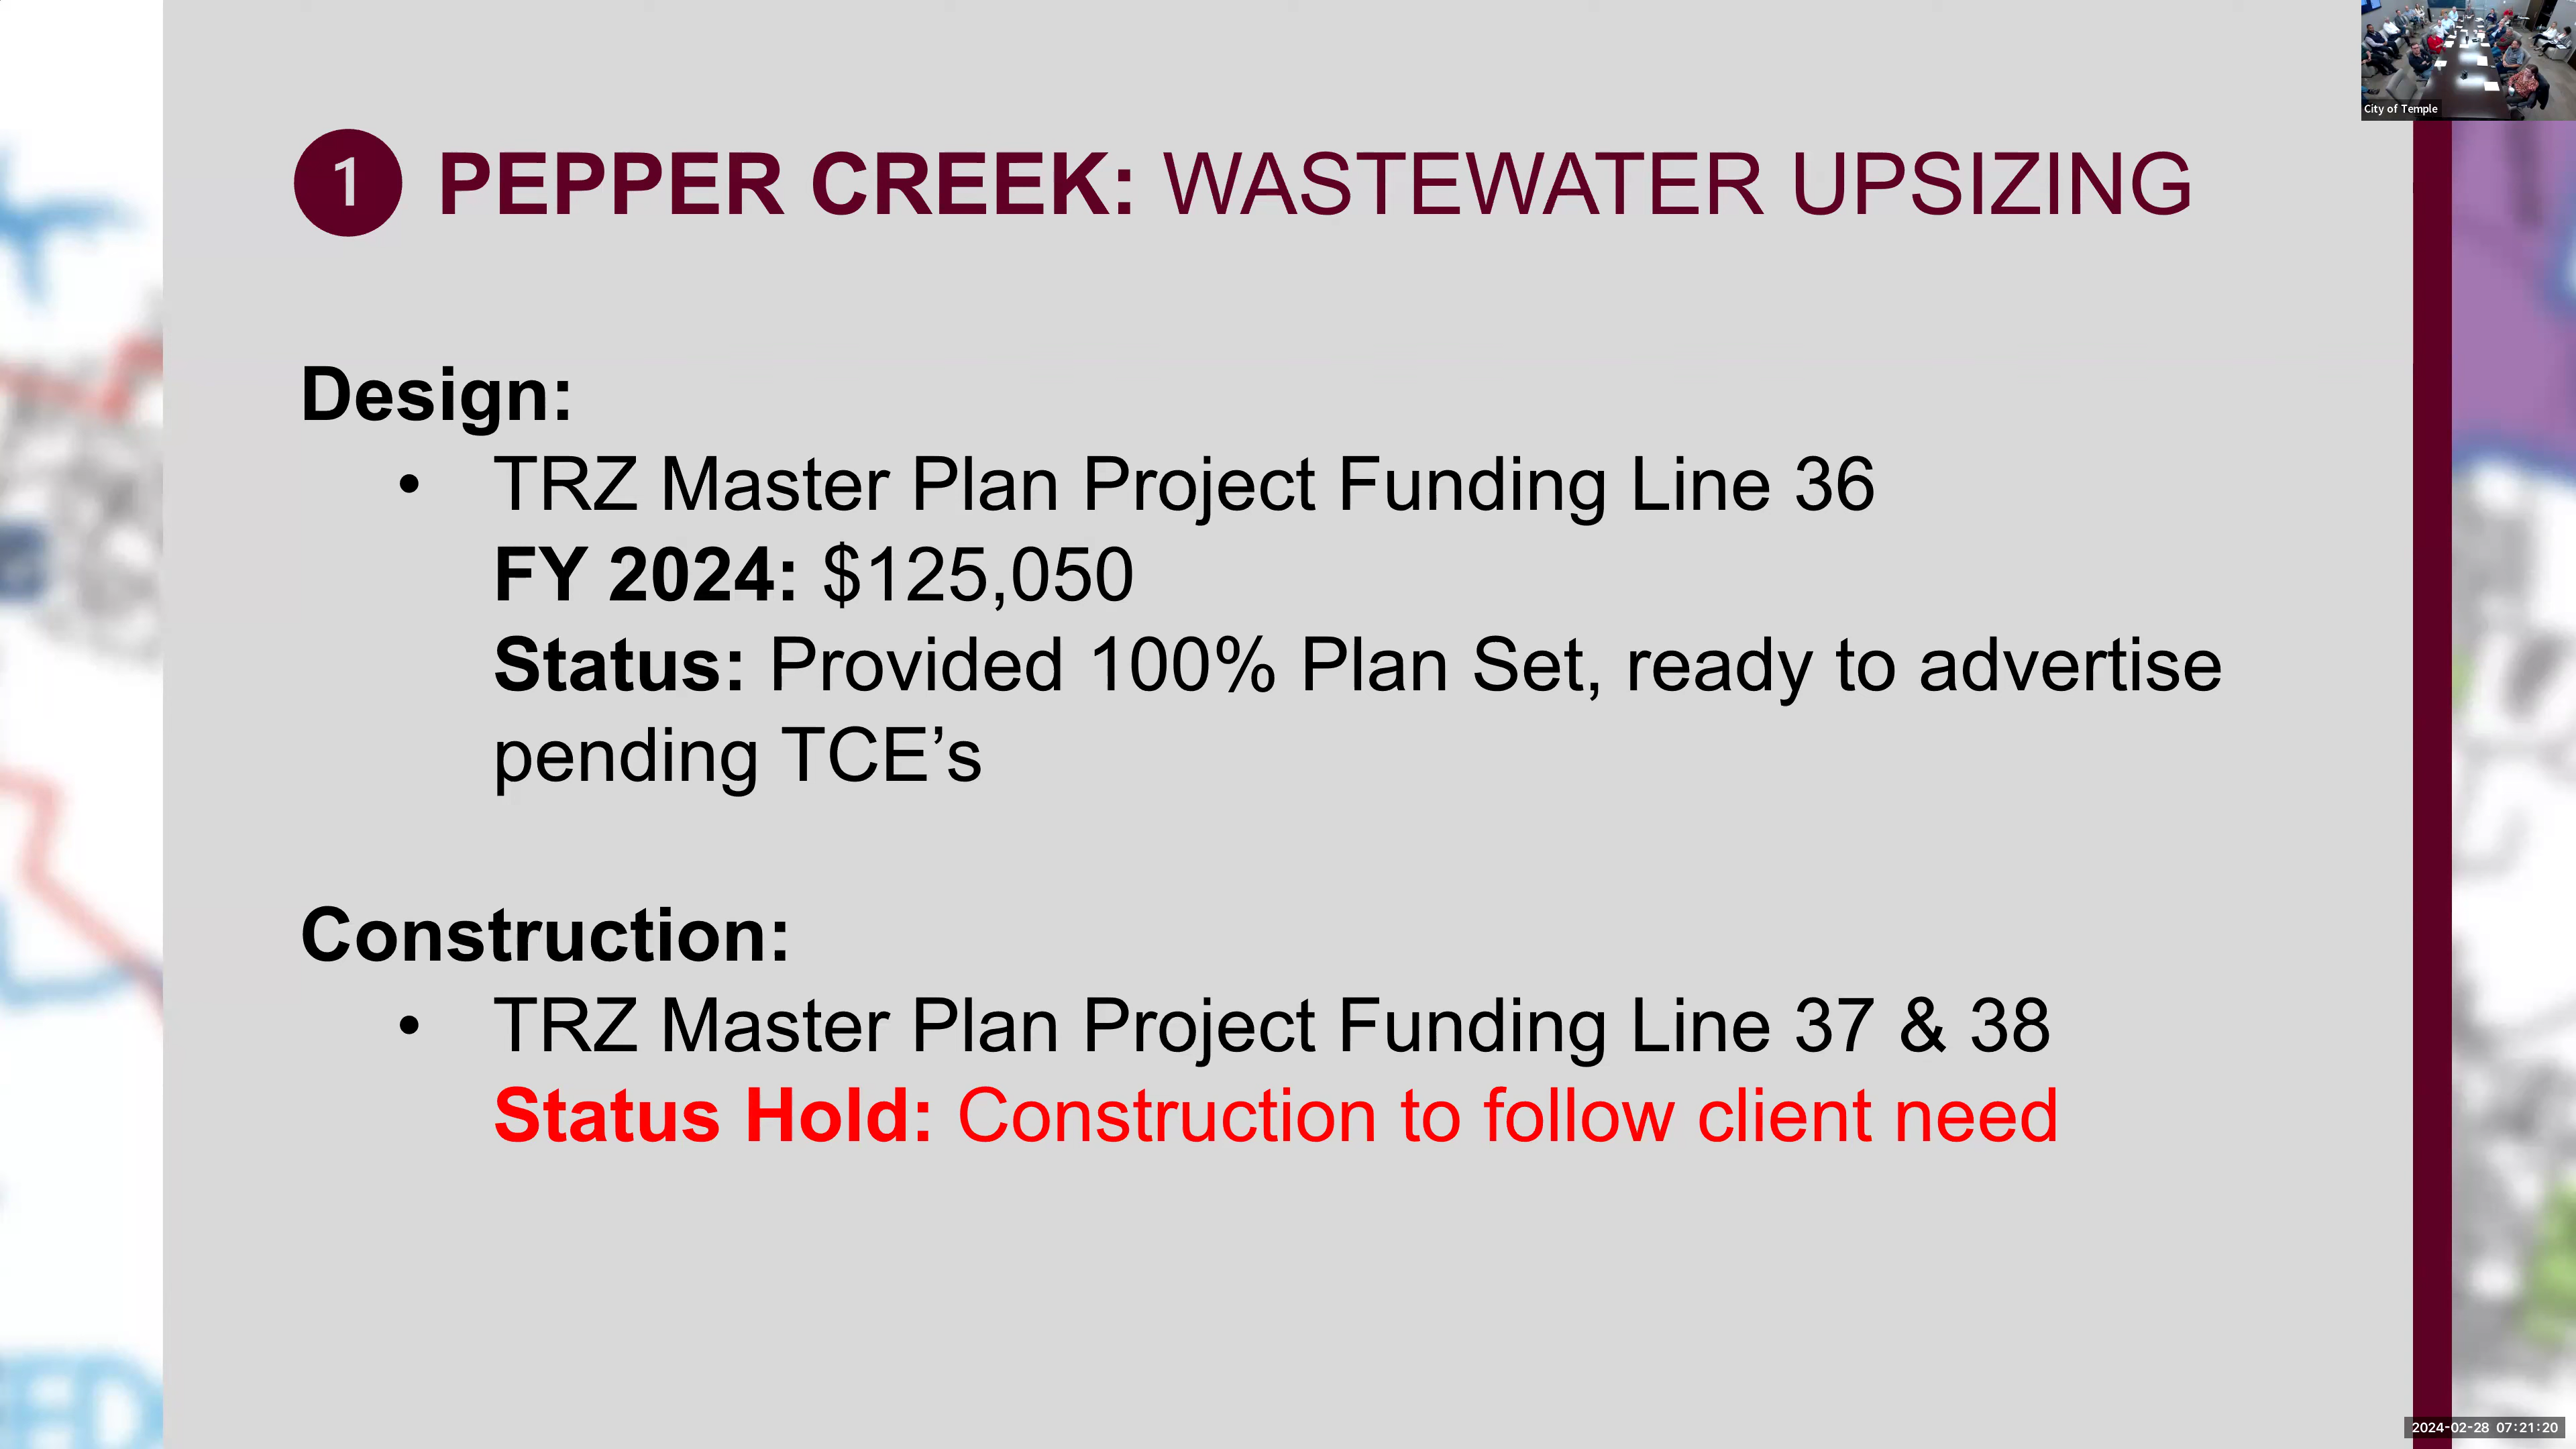 City of Temple
1 PEPPER CREEK: WASTEWATER UPSIZING
Design:
• TRZ Master Plan Project Funding Line 36
FY 2024: $125,050
Status: Provided 100% Plan Set, ready to advertise
pending TCE’s
Construction:
• TRZ Master Plan Project Funding Line 37 & 38
Status Hold: Construction to follow client need
ED
2024-02-28 07:21:20